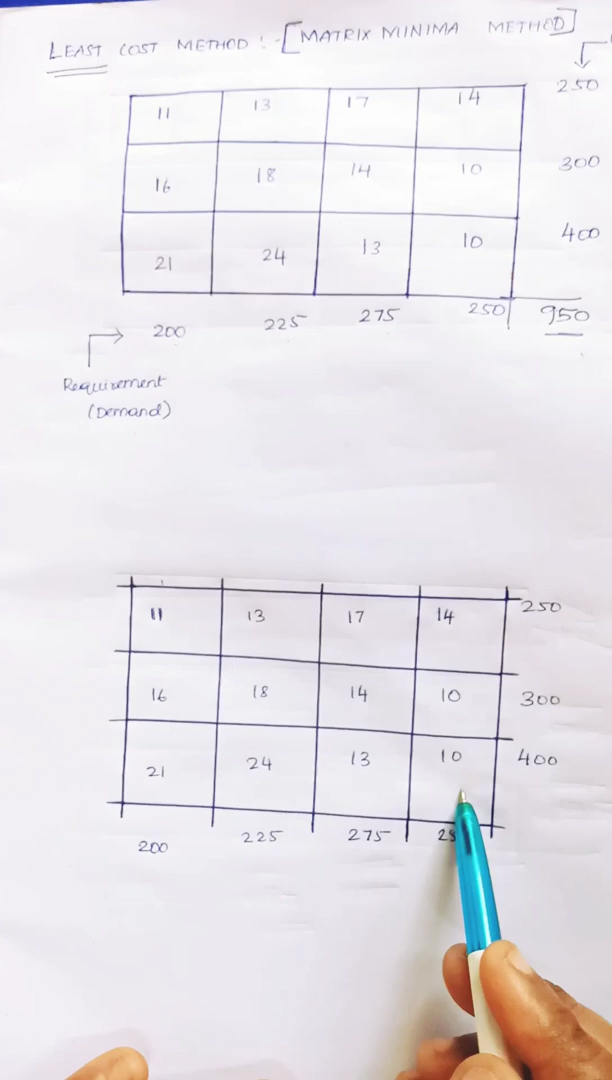 LEAST COST METHOD :- [MATRIX MINIMA METHOD]
11 13 17 14 250
16 18 14 10 300
21 24 13 10 400
200 225 275 250 950
Requirement
(Demand)
11 13 17 14 250
16 18 14 10 300
21 24 13 10 400
200 225 275